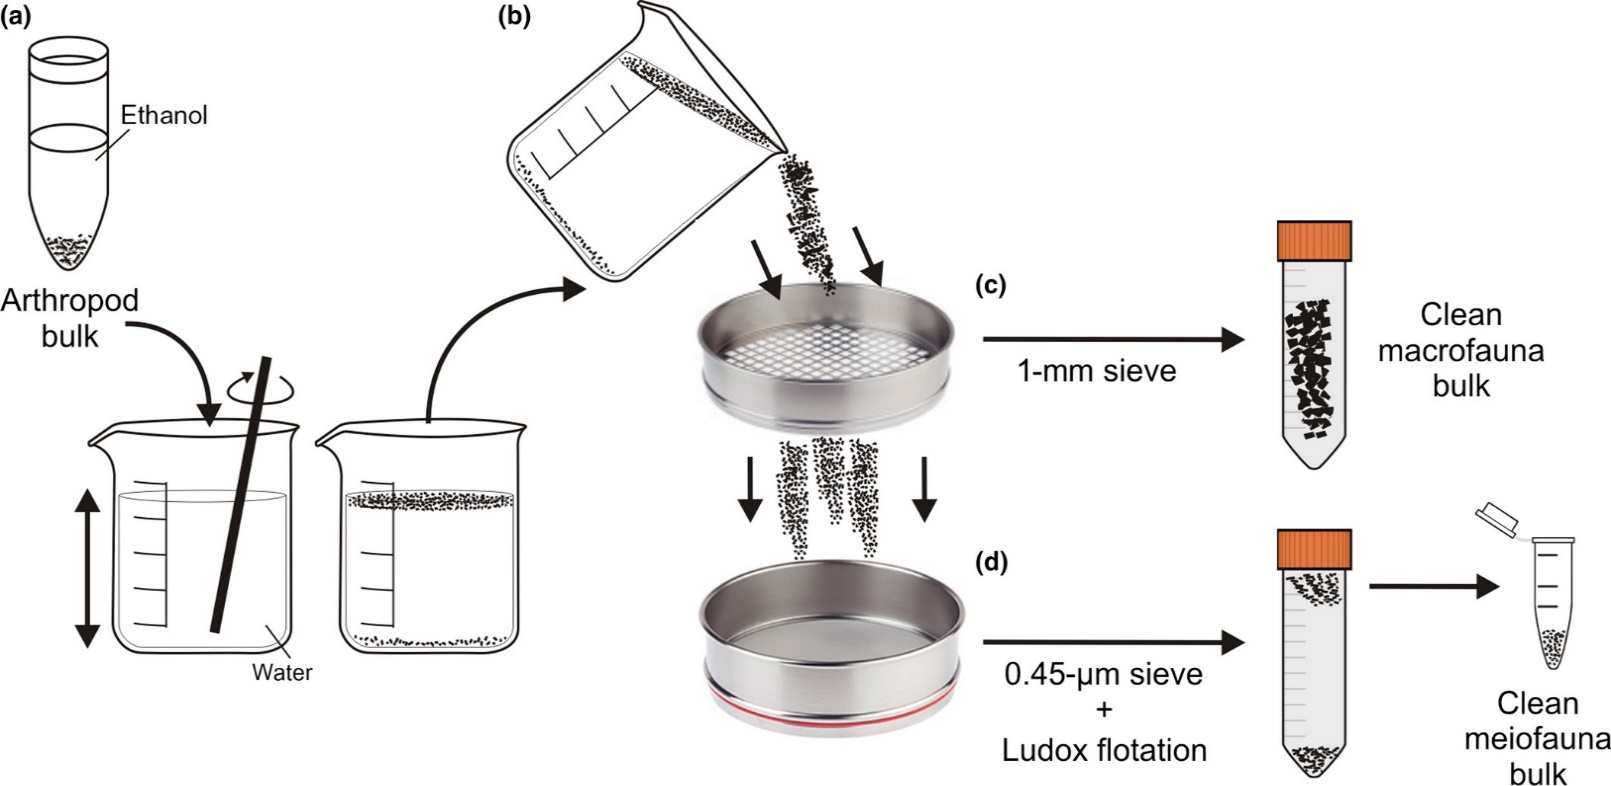 (a)
Ethanol
Arthropod
bulk
Water
(b)
(c)
1-mm sieve
Clean
macrofauna
bulk
(d)
0.45-µm sieve
+
Ludox flotation
Clean
meiofauna
bulk